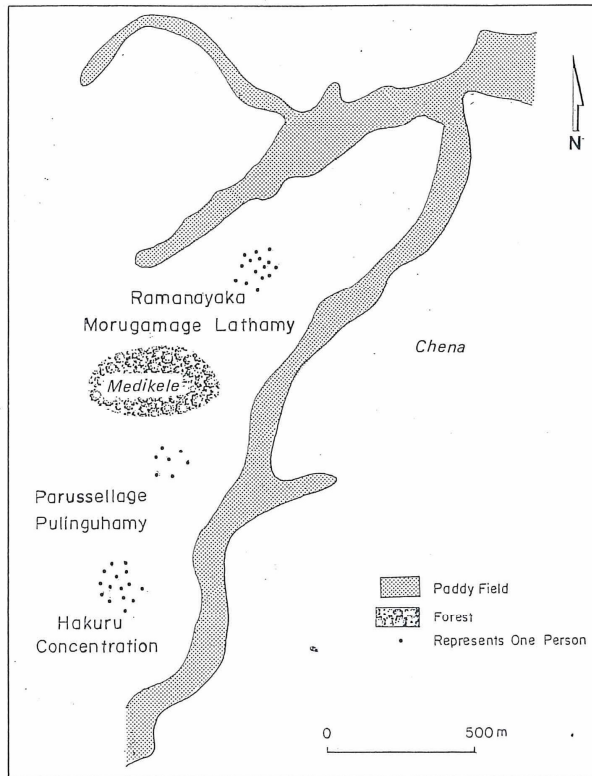 N
Ramanayaka
Morugamage Lathamy
Chena
Medikele
Parussellage
Pulinguhamy
Hakuru
Concentration
Paddy Field
Forest
Represents One Person
0 500 m